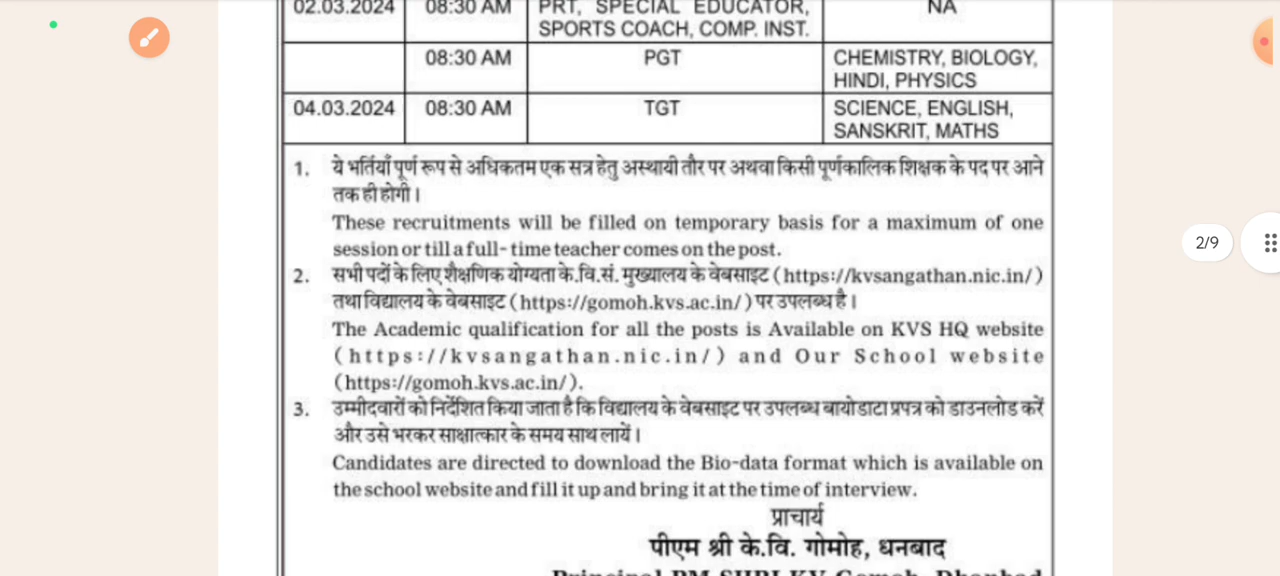 02.03.2024 08:30 AM PRT, SPECIAL EDUCATOR, NA
SPORTS COACH, COMP. INST.
08:30 AM PGT CHEMISTRY, BIOLOGY,
HINDI, PHYSICS
04.03.2024 08:30 AM TGT SCIENCE, ENGLISH,
SANSKRIT, MATHS
1. ये भर्तियाँ पूर्ण रूप से अधिकतम एक सत्र हेतु अस्थायी तौर पर अथवा किसी पूर्णकालिक शिक्षक के पद पर आने
तक ही होगी।
These recruitments will be filled on temporary basis for a maximum of one
session or till a full- time teacher comes on the post.
2. सभी पदों के लिए शैक्षणिक योग्यता के.वि.सं. मुख्यालय के वेबसाइट (https://kvsangathan.nic.in/)
तथा विद्यालय के वेबसाइट (https://gomoh.kvs.ac.in/) पर उपलब्ध है।
The Academic qualification for all the posts is Available on KVS HQ website
(https://kvsangathan.nic.in/) and Our School website
(https://gomoh.kvs.ac.in/).
3. उम्मीदवारों को निर्देशित किया जाता है कि विद्यालय के वेबसाइट पर उपलब्ध बायोडाटा प्रपत्र को डाउनलोड करें
और उसे भरकर साक्षात्कार के समय साथ लायें।
Candidates are directed to download the Bio-data format which is available on
the school website and fill it up and bring it at the time of interview.
प्राचार्य
पीएम श्री के.वि. गोमोह, धनबाद
Principal PM SHRI KV Gomoh, Dhanbad
2/9